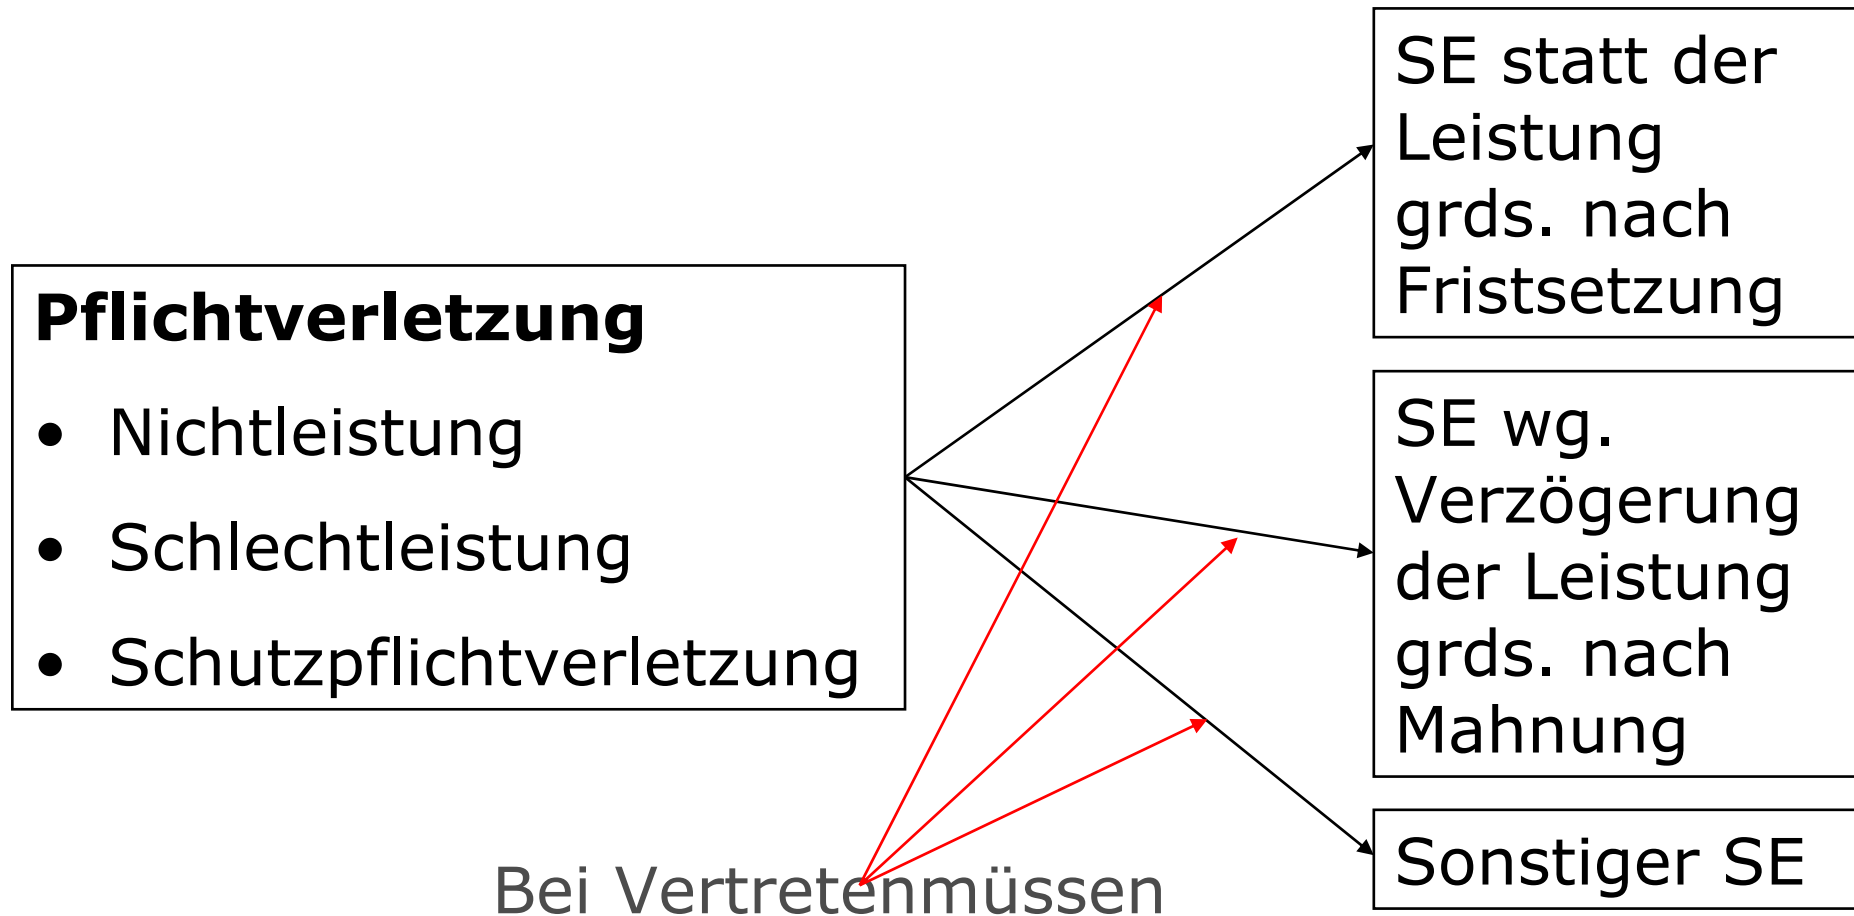 Pflichtverletzung
• Nichtleistung
• Schlechtleistung
• Schutzpflichtverletzung
SE statt der
Leistung
grds. nach
Fristsetzung
SE wg.
Verzögerung
der Leistung
grds. nach
Mahnung
Sonstiger SE
Bei Vertretenmüssen